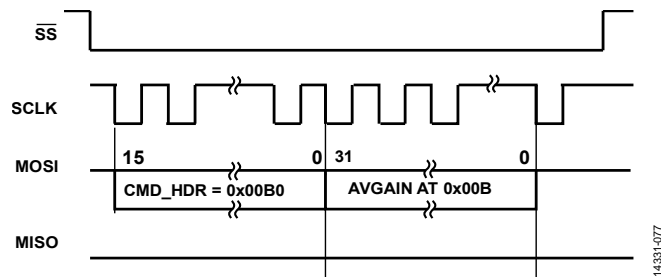 SS
SCLK
MOSI
15 0 31 0
CMD_HDR = 0x00B0 AVGAIN AT 0x00B
MISO
14331-077